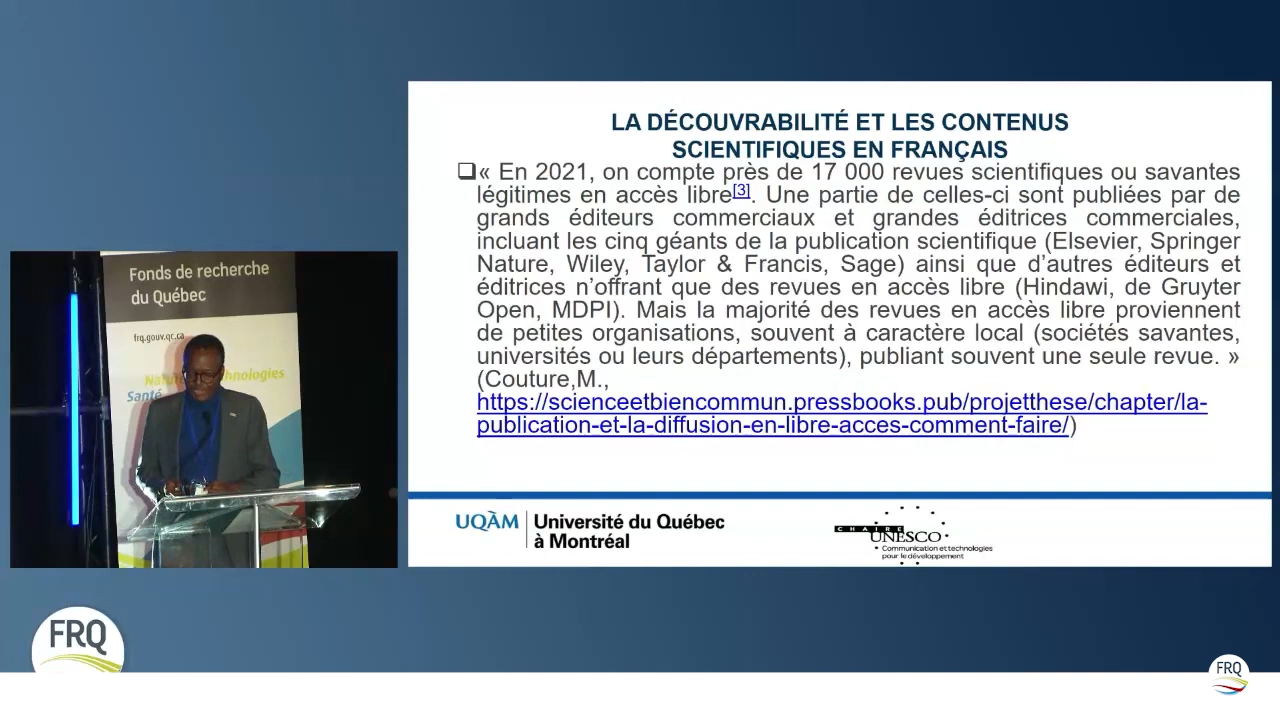 LA DÉCOUVRABILITÉ ET LES CONTENUS
SCIENTIFIQUES EN FRANÇAIS
❑« En 2021, on compte près de 17 000 revues scientifiques ou savantes
légitimes en accès libre[3]. Une partie de celles-ci sont publiées par de
grands éditeurs commerciaux et grandes éditrices commerciales,
incluant les cinq géants de la publication scientifique (Elsevier, Springer
Nature, Wiley, Taylor & Francis, Sage) ainsi que d’autres éditeurs et
éditrices n’offrant que des revues en accès libre (Hindawi, de Gruyter
Open, MDPI). Mais la majorité des revues en accès libre proviennent
de petites organisations, souvent à caractère local (sociétés savantes,
universités ou leurs départements), publiant souvent une seule revue. »
(Couture,M.,
https://scienceetbiencommun.pressbooks.pub/projetthese/chapter/la-
publication-et-la-diffusion-en-libre-acces-comment-faire/)
UQÀM
Université du Québec
à Montréal
CHAIRE
UNESCO
Communication et technologies
pour le développement
Fonds de recherche
du Québec
frq.gouv.qc.ca
Santé
FRQ
FRQ